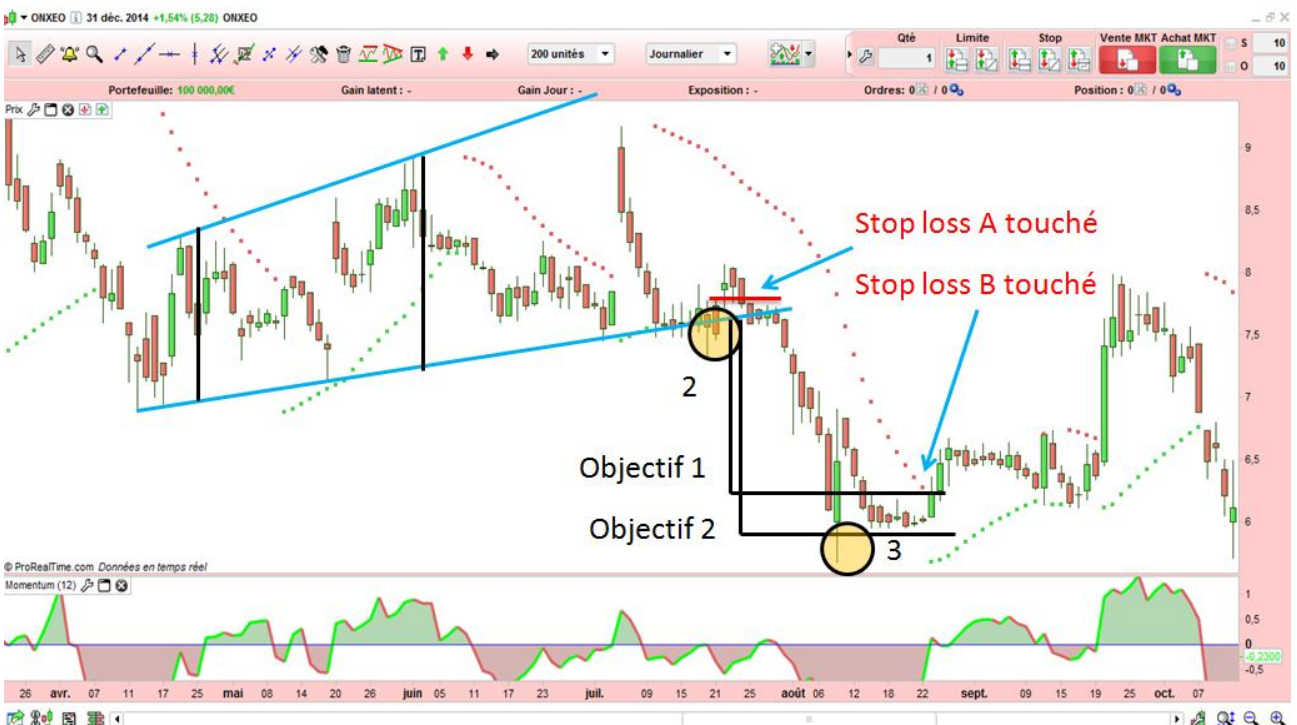 ONXEO 31 déc. 2014 +1,54% (5,28) ONXEO
200 unités
Journalier
Qté
1
Limite
Stop
Vente MKT Achat MKT
S 10
O 10
Portefeuille: 100 000,00€ Gain latent : - Gain Jour : - Exposition : - Ordres: 0 / 0 Position : 0 / 0
Prix
9
8,5
Stop loss A touché
8
Stop loss B touché
7,5
2
7
Objectif 1
6,5
Objectif 2
6
3
© ProRealTime.com Données en temps réel
Momentum (12)
1
0,5
0
-0,2300
-0,5
26 avr. 07 11 17 25 mai 08 14 20 26 juin 05 11 17 23 juil. 09 15 21 25 août 06 12 18 22 sept. 09 15 19 25 oct. 07